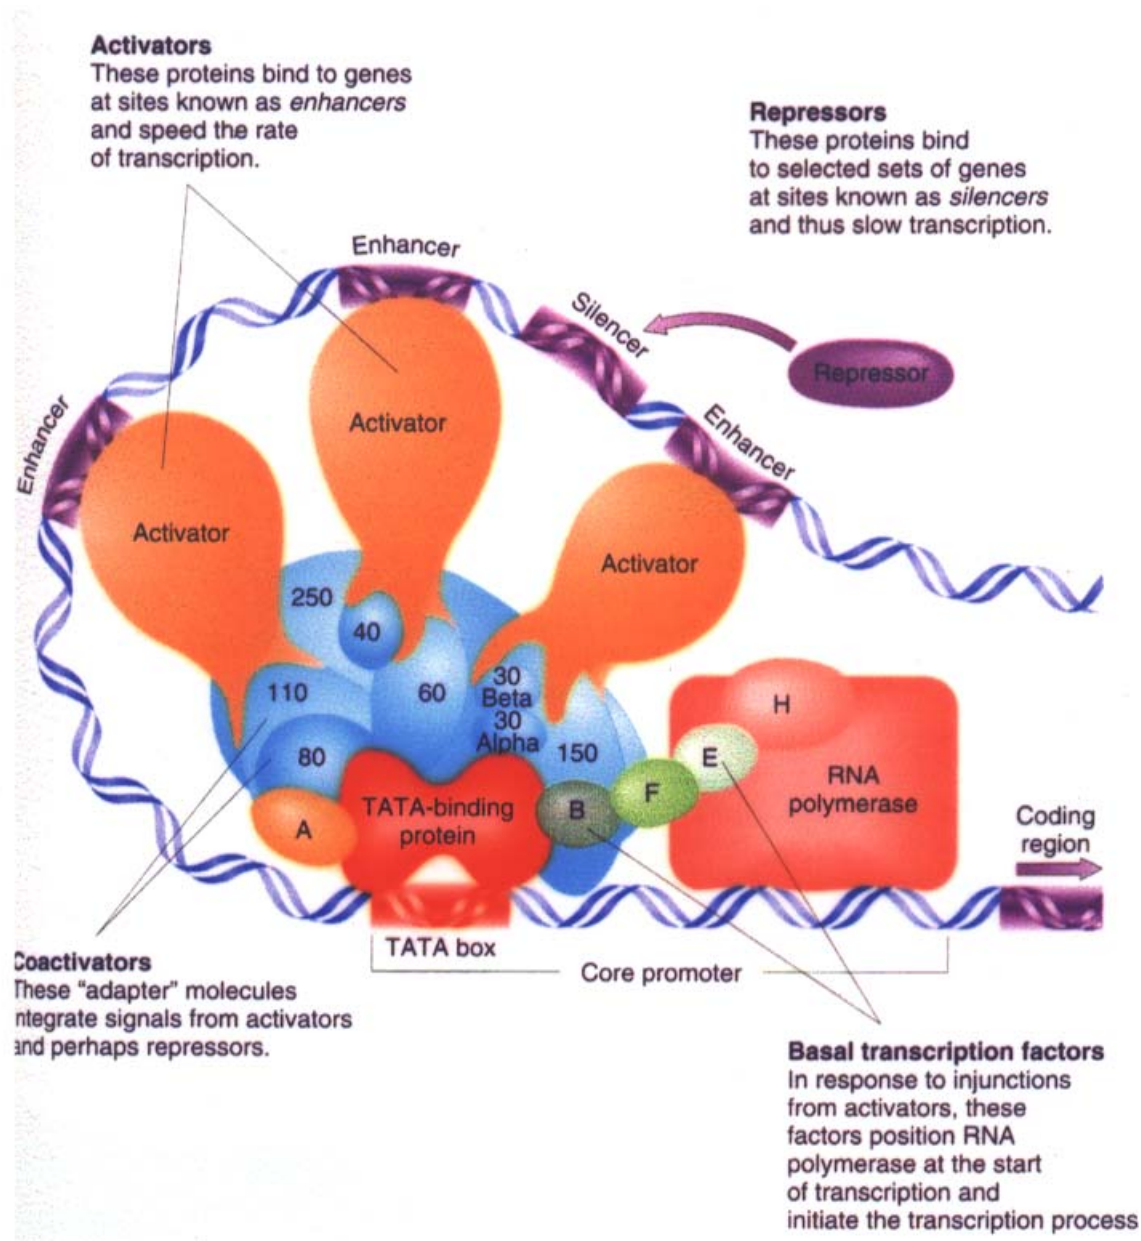 Activators
These proteins bind to genes
at sites known as enhancers
and speed the rate
of transcription.
Repressors
These proteins bind
to selected sets of genes
at sites known as silencers
and thus slow transcription.
Enhancer
Silencer
Repressor
Enhancer
Enhancer
Activator
Activator
Activator
250
40
110
60
30
Beta
30
Alpha
80
150
H
E
F
B
A
RNA
polymerase
TATA-binding
protein
Coding
region
TATA box
Core promoter
Coactivators
These “adapter” molecules
ntegrate signals from activators
and perhaps repressors.
Basal transcription factors
In response to injunctions
from activators, these
factors position RNA
polymerase at the start
of transcription and
initiate the transcription process